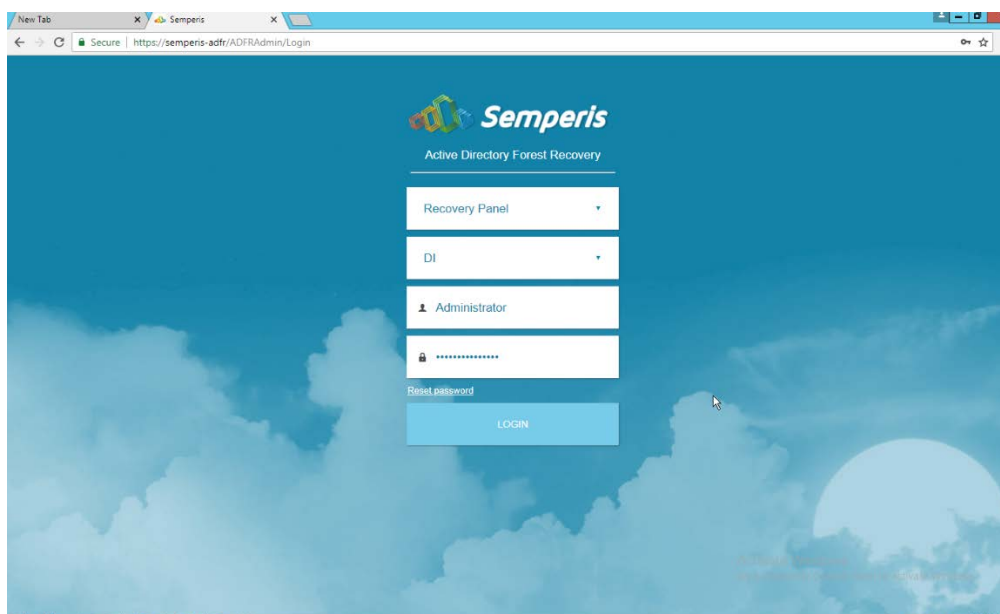 New Tab
Semperis
Secure | https://semperis-adfr/ADFRAdmin/Login
Semperis
Active Directory Forest Recovery
Recovery Panel
DI
Administrator
•••••••••••••••
Reset password
LOGIN